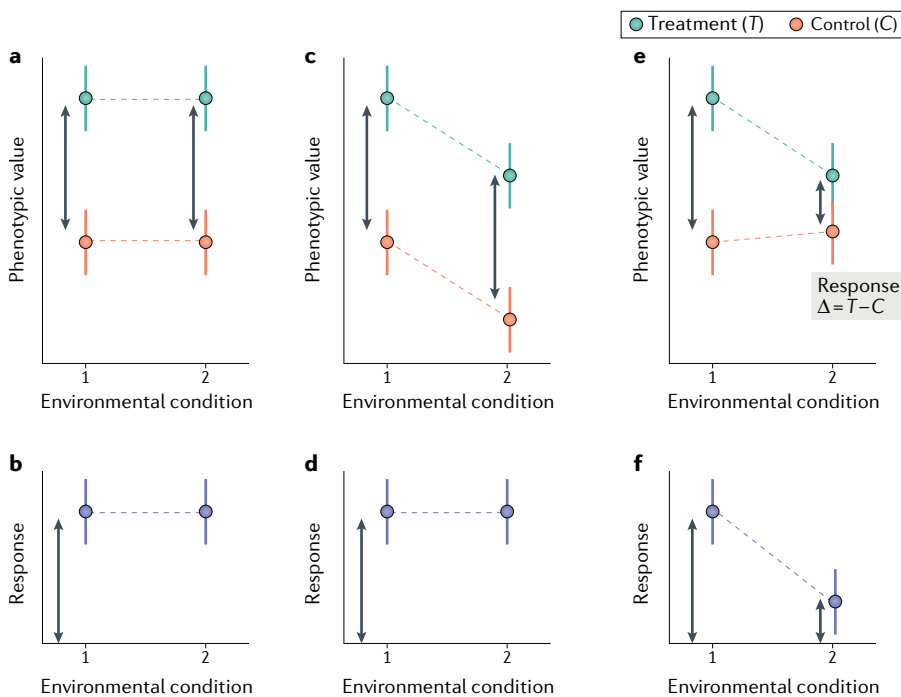 Treatment (T) Control (C)
a
Phenotypic value
1 2
Environmental condition
c
Phenotypic value
1 2
Environmental condition
e
Phenotypic value
Response
Δ = T – C
1 2
Environmental condition
b
Response
1 2
Environmental condition
d
Response
1 2
Environmental condition
f
Response
1 2
Environmental condition